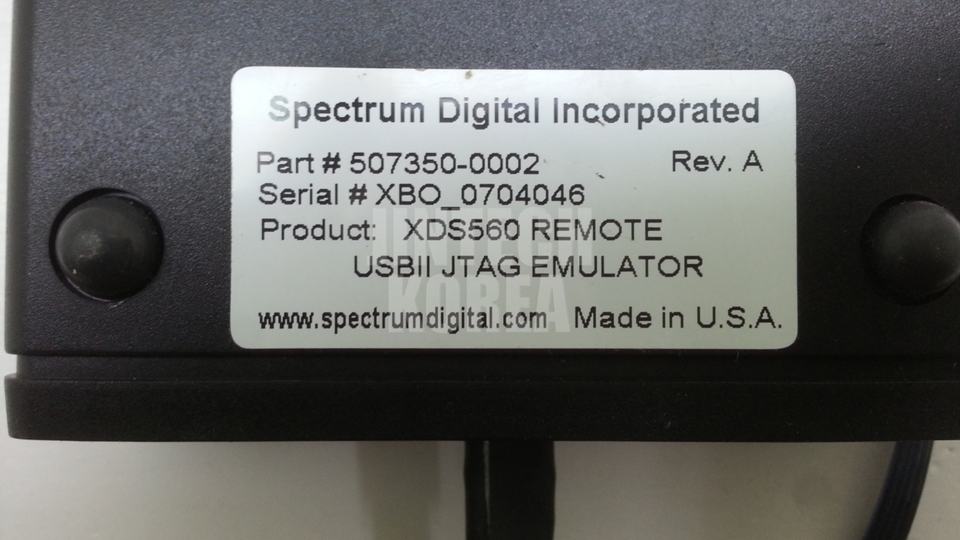 Spectrum Digital Incorporated
Part # 507350-0002 Rev. A
Serial # XBO_0704046
Product: XDS560 REMOTE
USBII JTAG EMULATOR
www.spectrumdigital.com Made in U.S.A.
KOREA